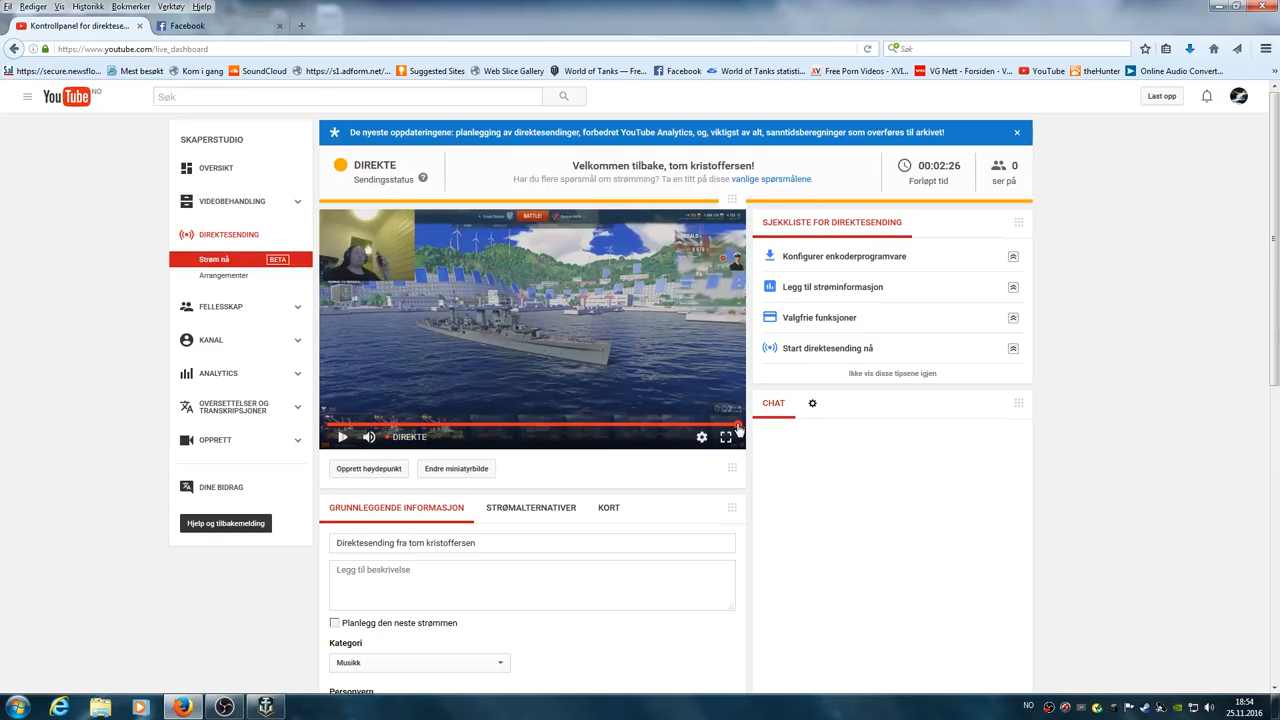 Fil Rediger Vis Historikk Bokmerker Verktøy Hjelp
Kontrollpanel for direktese... × Facebook × +
https://www.youtube.com/live_dashboard Søk
https://secure.newsflo... Mest besøkt Kom i gang SoundCloud https://s1.adform.net/... Suggested Sites Web Slice Gallery World of Tanks — Free... Facebook World of Tanks statisti... Free Porn Videos - XVI... VG Nett - Forsiden - V... YouTube theHunter Online Audio Convert...
YouTube NO Søk Last opp
SKAPERSTUDIO
OVERSIKT
VIDEOBEHANDLING
DIREKTESENDING
Strøm nå BETA
Arrangementer
FELLESSKAP
KANAL
ANALYTICS
OVERSETTELSER OG
TRANSKRIPSJONER
OPPRETT
DINE BIDRAG
Hjelp og tilbakemelding
De nyeste oppdateringene: planlegging av direktesendinger, forbedret YouTube Analytics, og, viktigst av alt, sanntidsberegninger som overføres til arkivet! ×
DIREKTE
Sendingsstatus ?
Velkommen tilbake, tom kristoffersen!
Har du flere spørsmål om strømming? Ta en titt på disse vanlige spørsmålene.
00:02:26
Forløpt tid
0
ser på
BATTLE!
DIREKTE
Opprett høydepunkt Endre miniatyrbilde
GRUNNLEGGENDE INFORMASJON STRØMALTERNATIVER KORT
Direktesending fra tom kristoffersen
Legg til beskrivelse
Planlegg den neste strømmen
Kategori
Musikk
Personvern
SJEKKLISTE FOR DIREKTESENDING
Konfigurer enkoderprogramvare
Legg til strøminformasjon
Valgfrie funksjoner
Start direktesending nå
Ikke vis disse tipsene igjen
CHAT
NO 18:54
25.11.2016